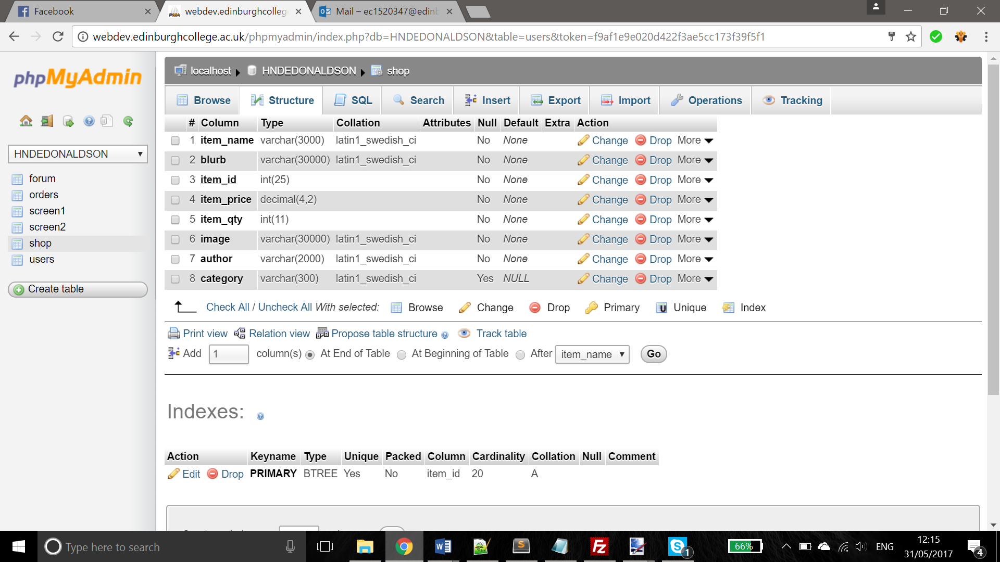 Facebook
webdev.edinburghcolleg
Mail – ec1520347@edinb
webdev.edinburghcollege.ac.uk/phpmyadmin/index.php?db=HNDEDONALDSON&table=users&token=f9af1e9e020d422f3ae5cc173f39f5f1
phpMyAdmin
HNDEDONALDSON
forum
orders
screen1
screen2
shop
users
Create table
localhost HNDEDONALDSON shop
Browse Structure SQL Search Insert Export Import Operations Tracking
# Column Type Collation Attributes Null Default Extra Action
1 item_name varchar(3000) latin1_swedish_ci No None Change Drop More
2 blurb varchar(30000) latin1_swedish_ci No None Change Drop More
3 item_id int(25) No None Change Drop More
4 item_price decimal(4,2) No None Change Drop More
5 item_qty int(11) No None Change Drop More
6 image varchar(30000) latin1_swedish_ci No None Change Drop More
7 author varchar(2000) latin1_swedish_ci No None Change Drop More
8 category varchar(300) latin1_swedish_ci Yes NULL Change Drop More
Check All / Uncheck All With selected: Browse Change Drop Primary Unique Index
Print view Relation view Propose table structure Track table
Add 1 column(s) At End of Table At Beginning of Table After item_name Go
Indexes:
Action Keyname Type Unique Packed Column Cardinality Collation Null Comment
Edit Drop PRIMARY BTREE Yes No item_id 20 A
Type here to search
66%
ENG
12:15
31/05/2017
1
4